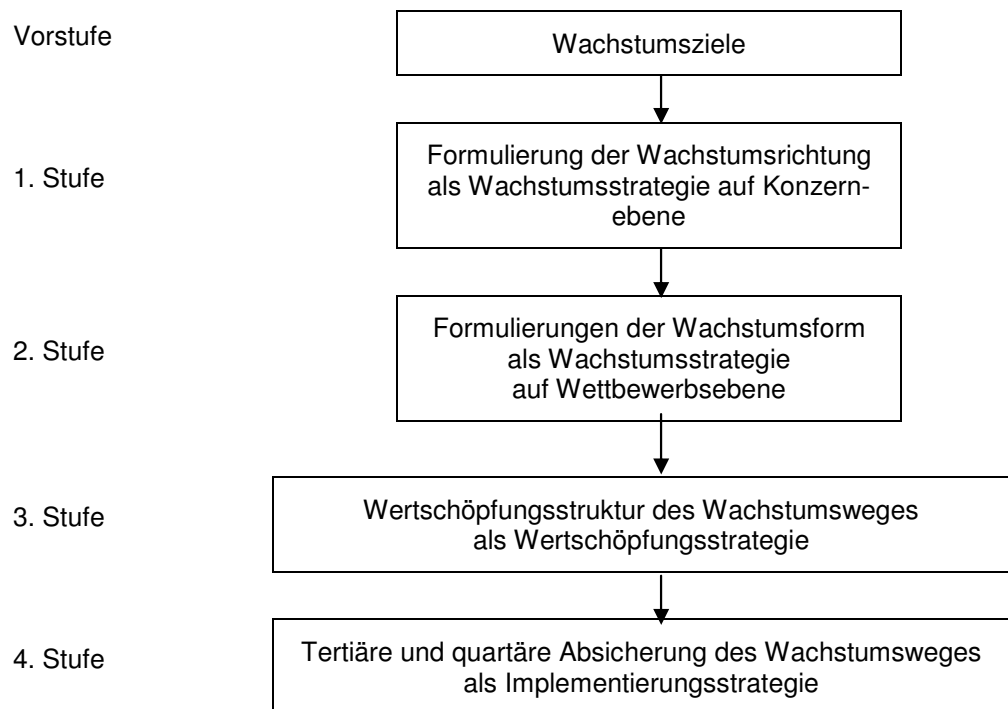 Vorstufe
Wachstumsziele
1. Stufe
Formulierung der Wachstumsrichtung
als Wachstumsstrategie auf Konzern-
ebene
2. Stufe
Formulierungen der Wachstumsform
als Wachstumsstrategie
auf Wettbewerbsebene
3. Stufe
Wertschöpfungsstruktur des Wachstumsweges
als Wertschöpfungsstrategie
4. Stufe
Tertiäre und quartäre Absicherung des Wachstumsweges
als Implementierungsstrategie